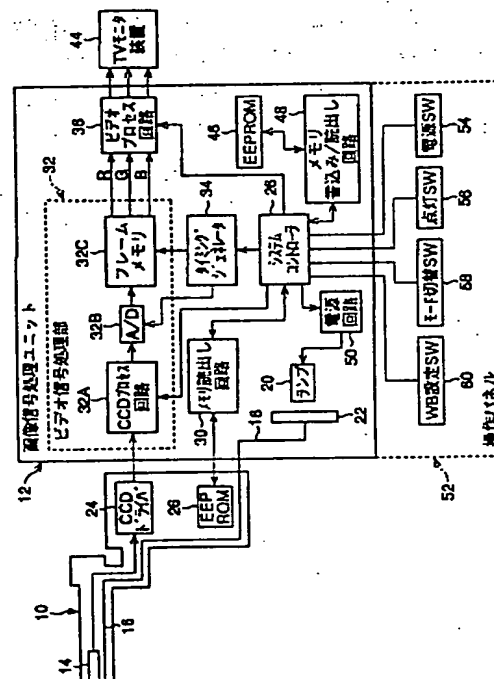 10
12
画像信号処理ユニット
32
44
ビデオ信号処理部
14
24
32A
32B
32C
36
CCD
ドライバ
CCDプロセス
回路
A/D
フレーム
メモリ
R
G
B
ビデオ
プロセス
回路
TVモニタ
装置
16
26
EEP
ROM
30
メモリ読出し
回路
34
タイミング
ジェネレータ
46
EEPROM
18
20
ランプ
システム
コントローラ
48
メモリ
書込み/読出し
回路
22
50
電源
回路
52
操作パネル
WB設定SW
モード切替SW
点灯SW
電源SW
60
58
56
54